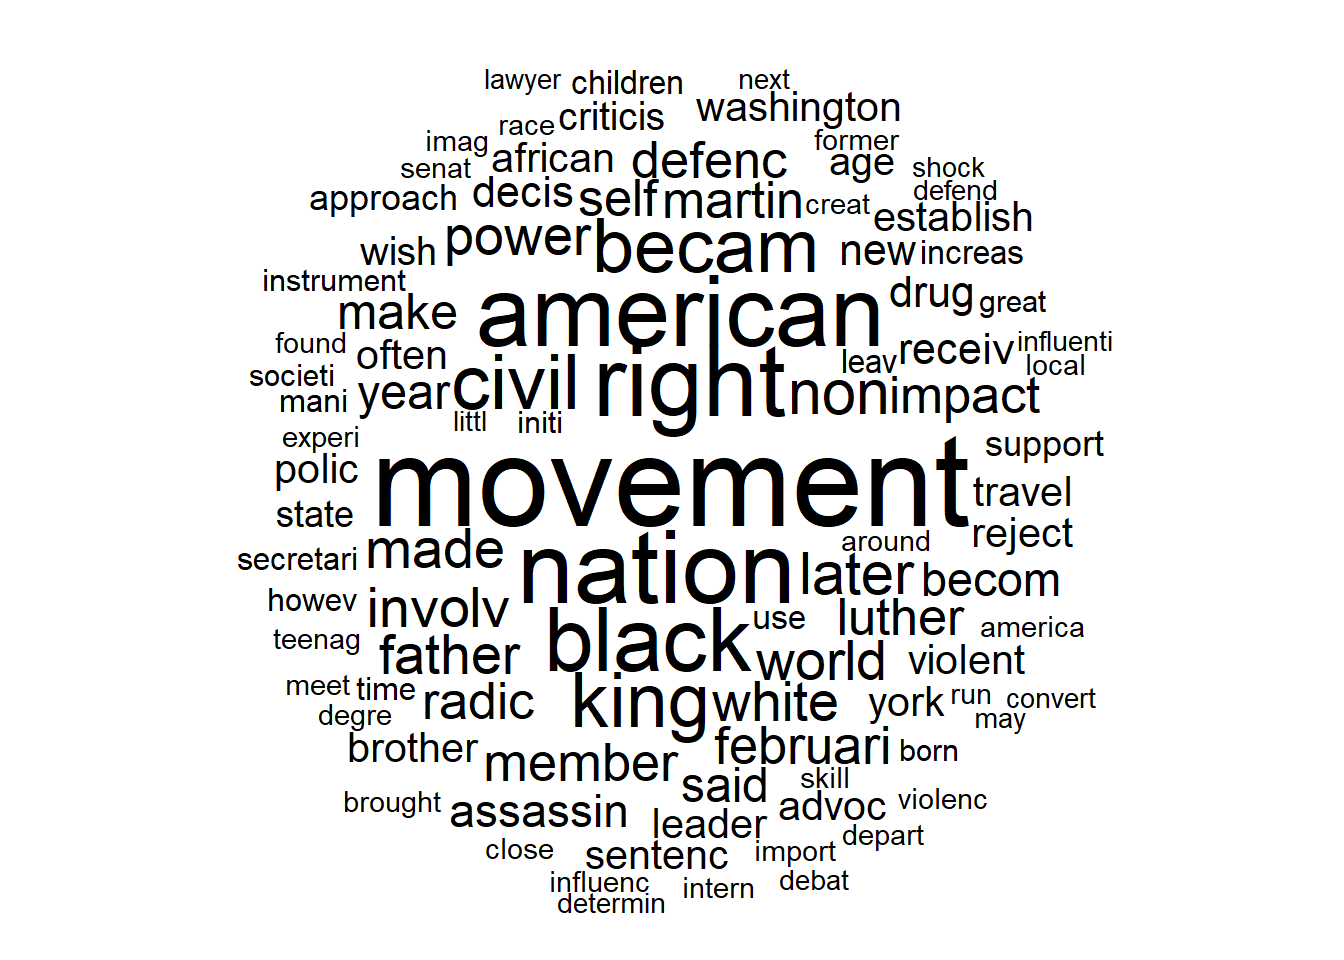 lawyer children next
race criticis washington
imag african defenc former
senat age shock
approach decis self martin creat defend
wish power becam new establish
instrument american drug increas
make great
found often civil right leav receiv influenti
societi year nonimpact local
mani littl initi
experi movement support
polic travel
state reject
secretari made nation around
howev involv later becom
teenag father black use luther america
meet time radic king world violent
degre white york run convert
brother member februari born may
brought assassin said skill advoc violenc
close sentenc leader import depart
influenc intern debat
determin